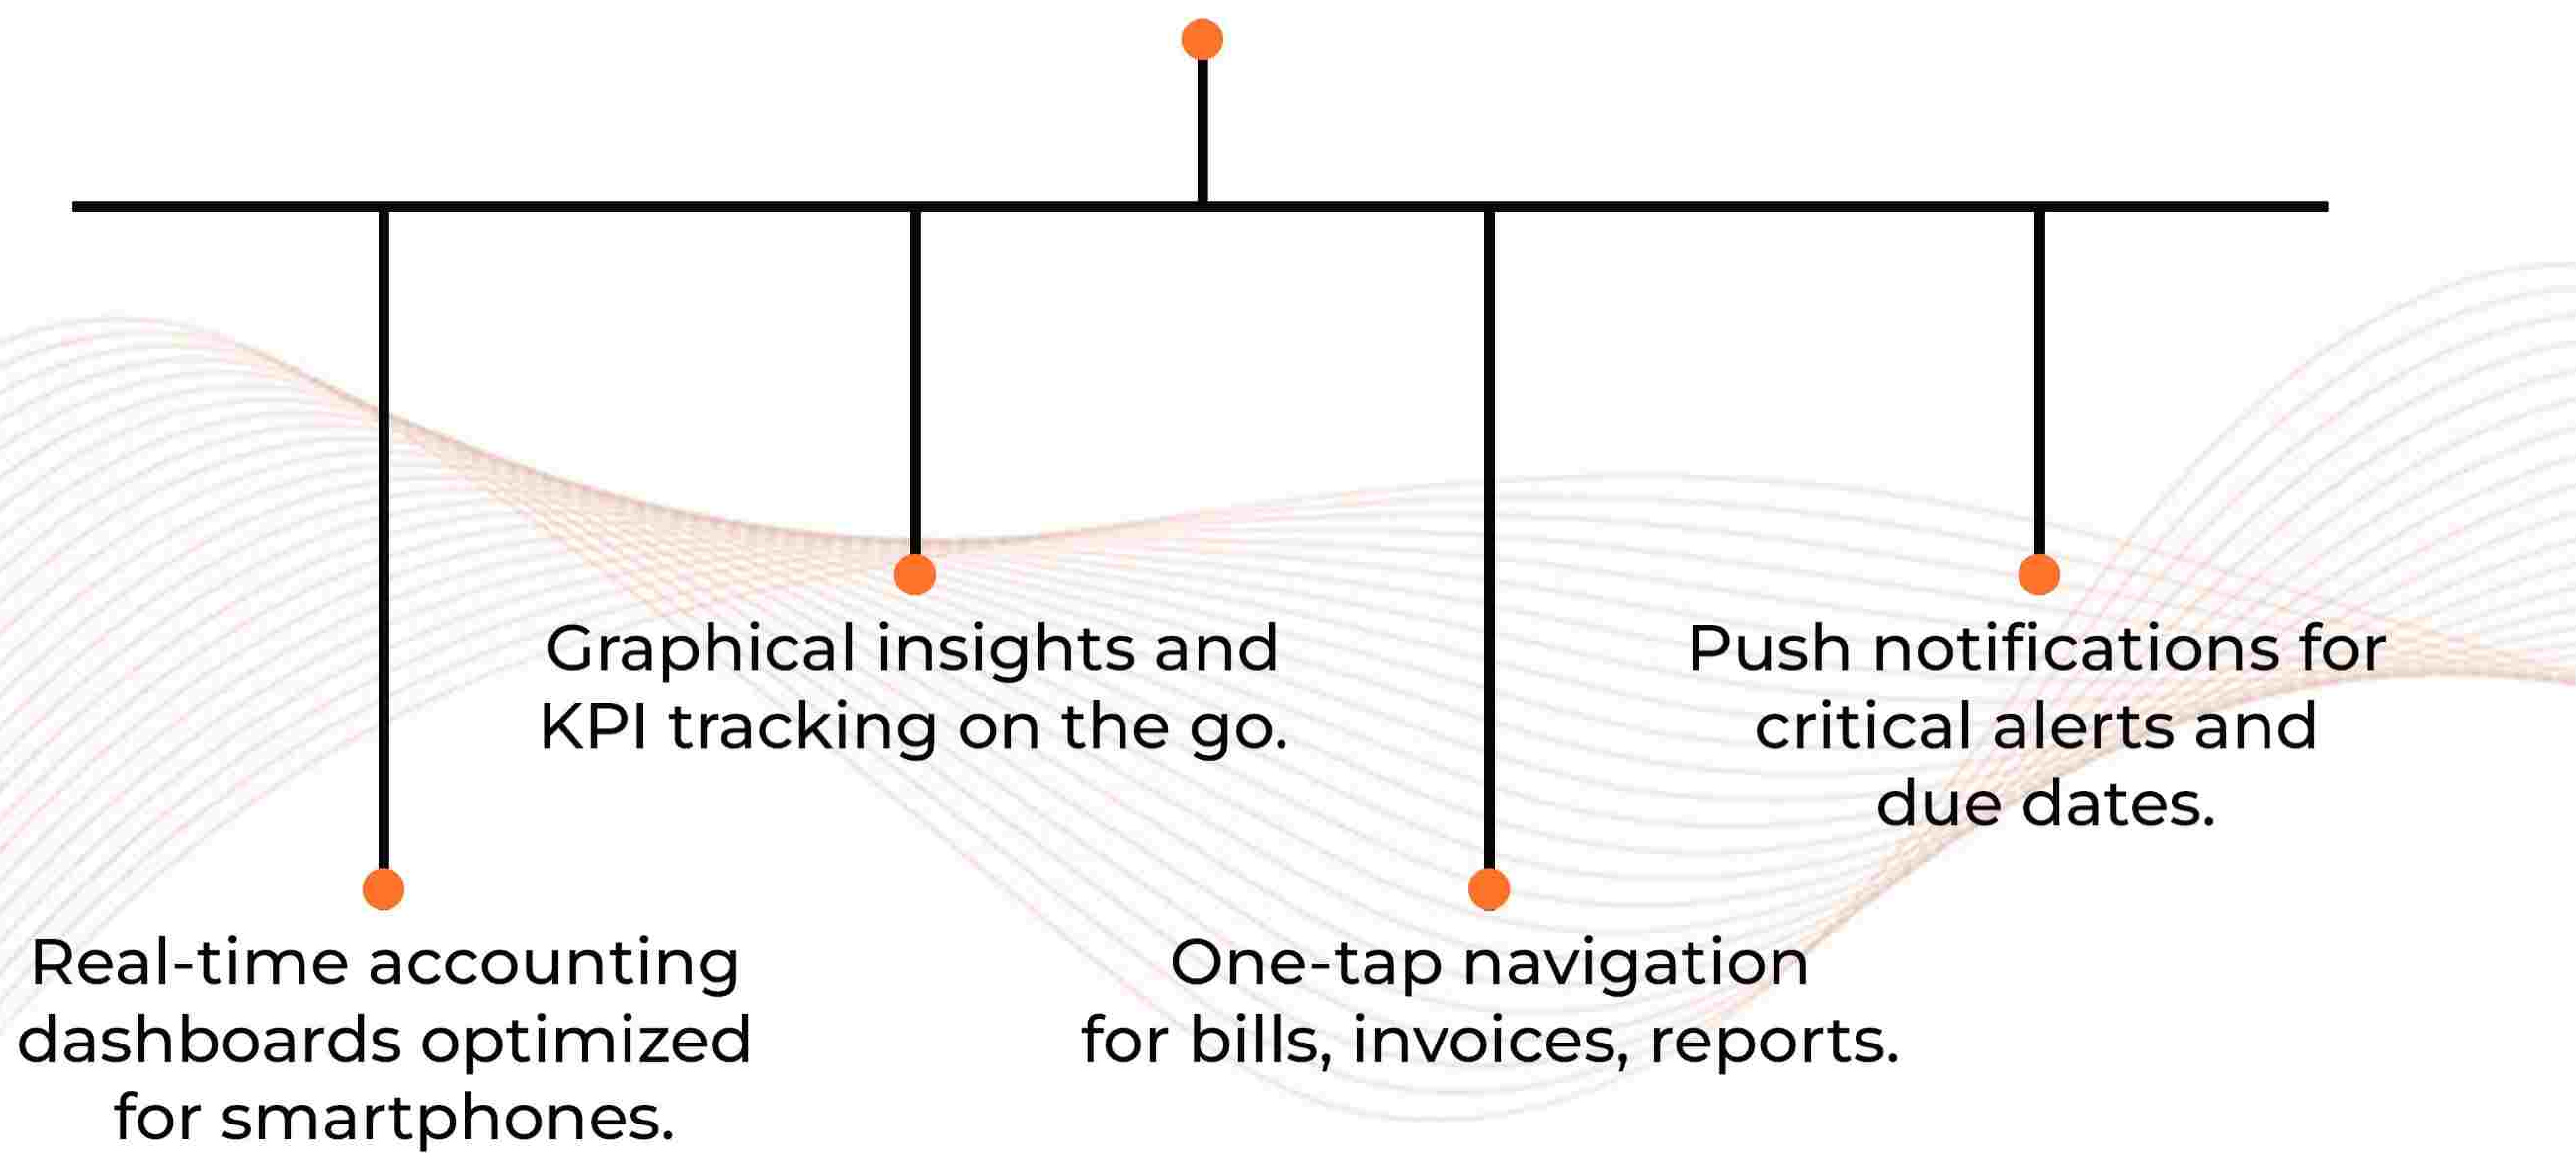 Real-time accounting
dashboards optimized
for smartphones.
Graphical insights and
KPI tracking on the go.
One-tap navigation
for bills, invoices, reports.
Push notifications for
critical alerts and
due dates.